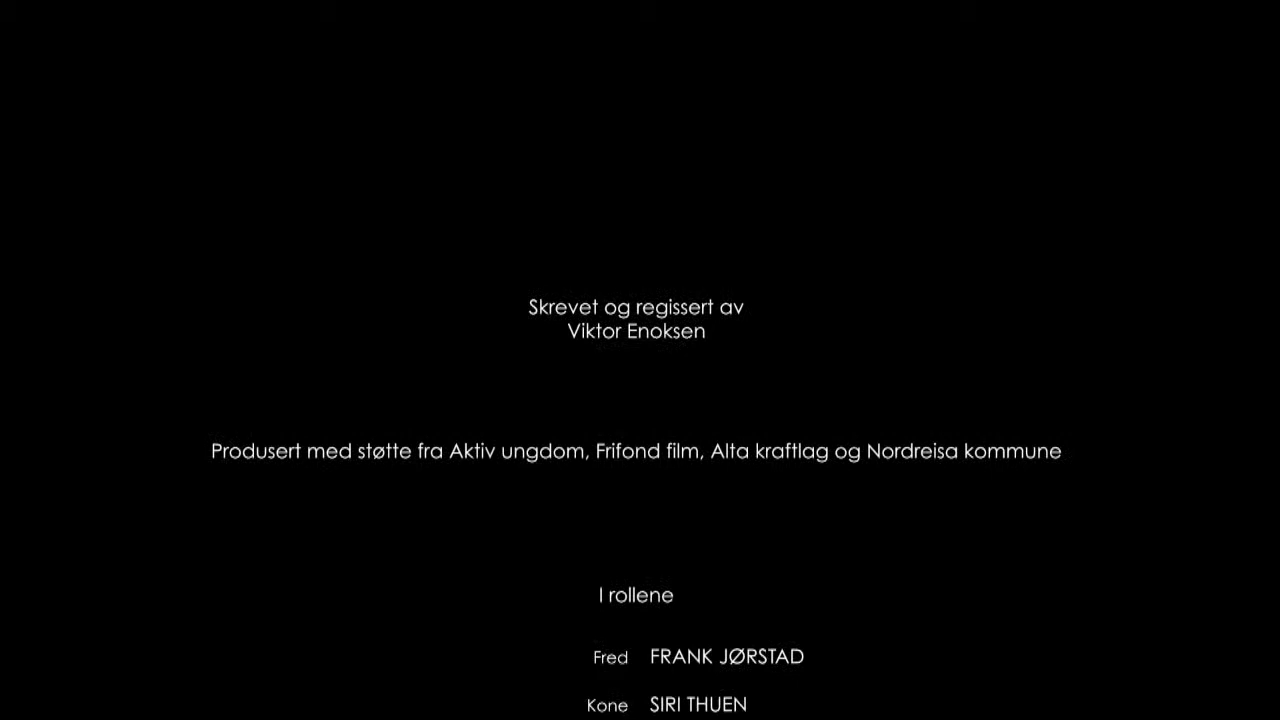 Skrevet og regissert av
Viktor Enoksen
Produsert med støtte fra Aktiv ungdom, Frifond film, Alta kraftlag og Nordreisa kommune
I rollene
Fred FRANK JØRSTAD
Kone SIRI THUEN